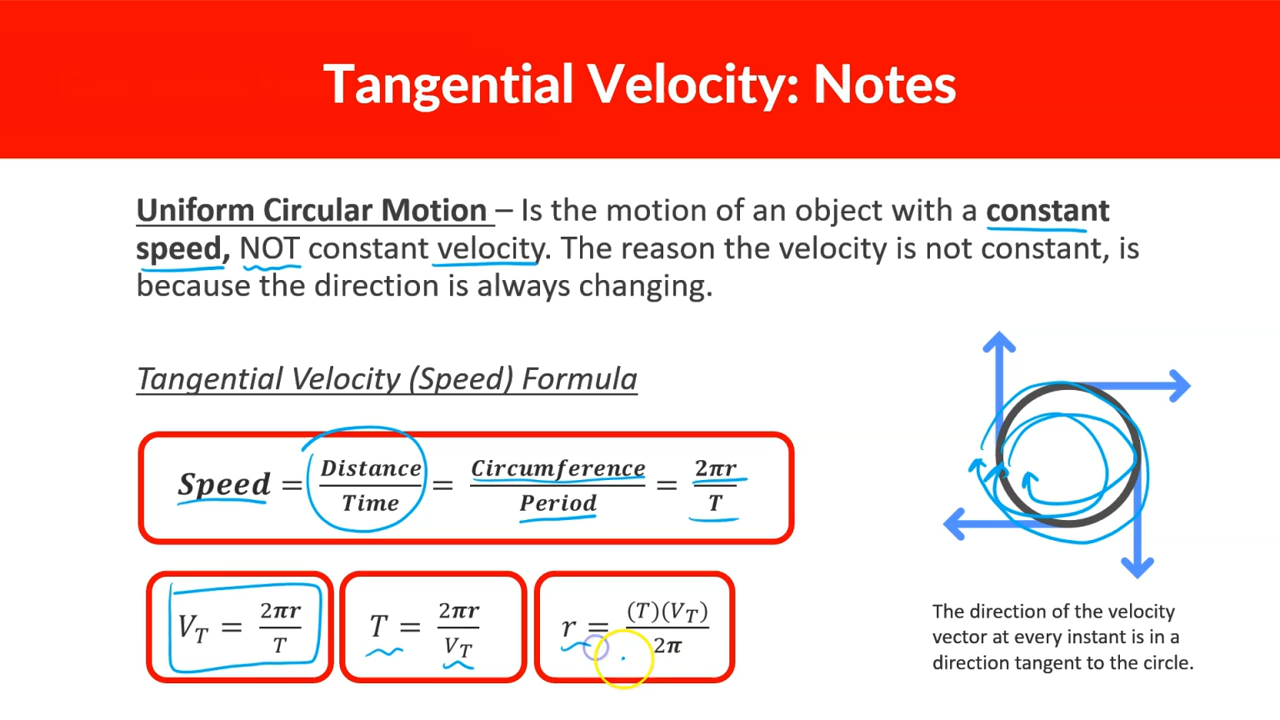 Tangential Velocity: Notes
Uniform Circular Motion – Is the motion of an object with a constant
speed, NOT constant velocity. The reason the velocity is not constant, is
because the direction is always changing.
Tangential Velocity (Speed) Formula
Speed = Distance/Time = Circumference/Period = 2πr/T
V_T = 2πr/T
T = 2πr/V_T
r = (T)(V_T)/2π
The direction of the velocity
vector at every instant is in a
direction tangent to the circle.